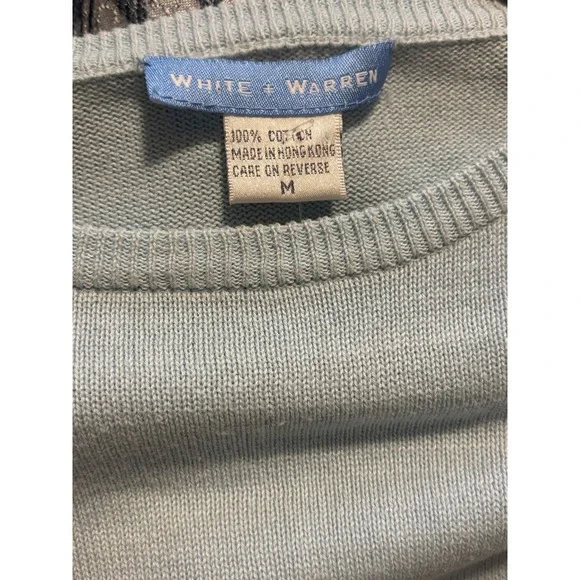 WHITE + WARREN
100% COTTON
MADE IN HONG KONG
CARE ON REVERSE
M